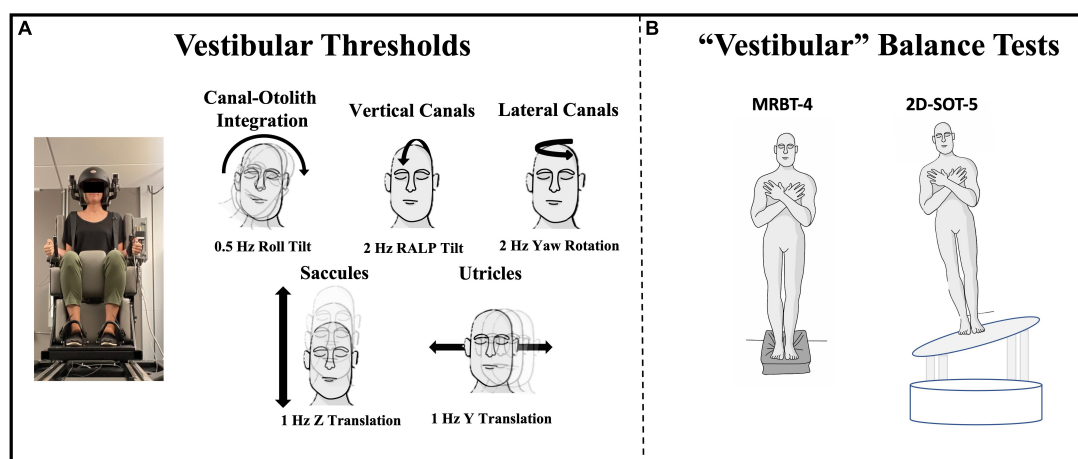 A
Vestibular Thresholds
Canal-Otolith
Integration
Vertical Canals
Lateral Canals
0.5 Hz Roll Tilt
2 Hz RALP Tilt
2 Hz Yaw Rotation
Saccules
Utricles
1 Hz Z Translation
1 Hz Y Translation
B
“Vestibular” Balance Tests
MRBT-4
2D-SOT-5